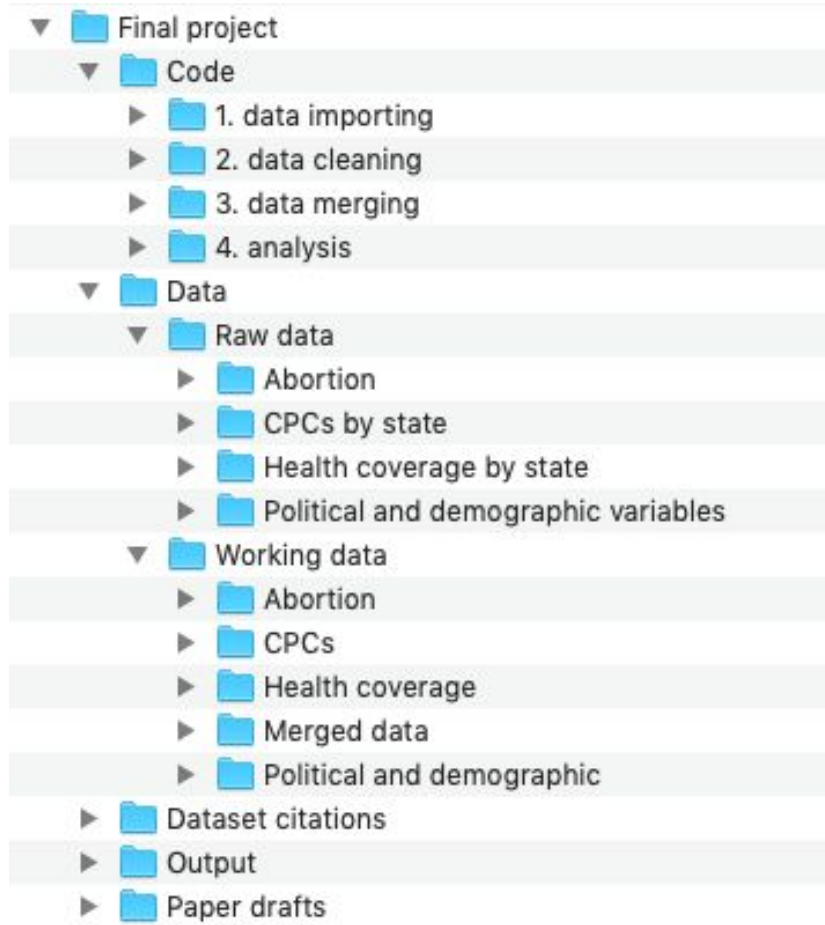 Final project
Code
1. data importing
2. data cleaning
3. data merging
4. analysis
Data
Raw data
Abortion
CPCs by state
Health coverage by state
Political and demographic variables
Working data
Abortion
CPCs
Health coverage
Merged data
Political and demographic
Dataset citations
Output
Paper drafts